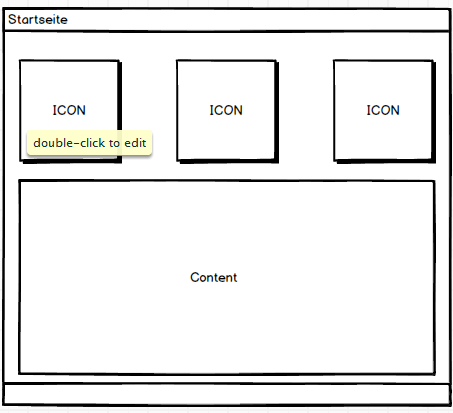 Startseite
ICON
ICON
ICON
double-click to edit
Content